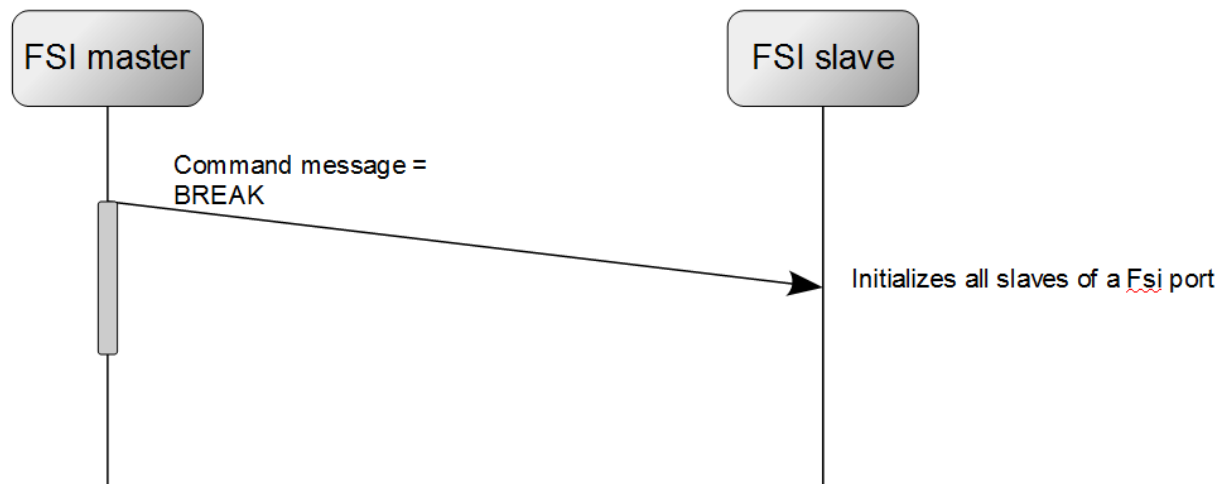 FSI master
FSI slave
Command message =
BREAK
Initializes all slaves of a Fsi port